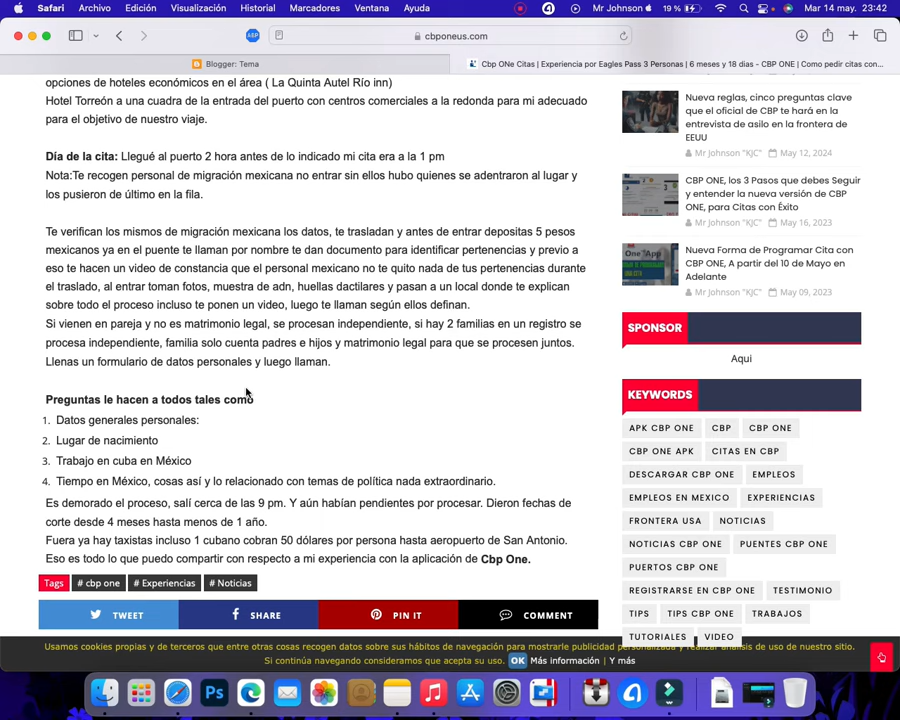 Safari Archivo Edición Visualización Historial Marcadores Ventana Ayuda Mr Johnson 19 % Mar 14 may. 23:42
ABP cbponeus.com
Blogger: Tema
Cbp ONe Citas | Experiencia por Eagles Pass 3 Personas | 6 meses y 18 dias - CBP ONE | Como pedir citas con...
opciones de hoteles económicos en el área ( La Quinta Autel Río inn)
Hotel Torreón a una cuadra de la entrada del puerto con centros comerciales a la redonda para mi adecuado
para el objetivo de nuestro viaje.
Día de la cita: Llegué al puerto 2 hora antes de lo indicado mi cita era a la 1 pm
Nota:Te recogen personal de migración mexicana no entrar sin ellos hubo quienes se adentraron al lugar y
los pusieron de último en la fila.
Te verifican los mismos de migración mexicana los datos, te trasladan y antes de entrar depositas 5 pesos
mexicanos ya en el puente te llaman por nombre te dan documento para identificar pertenencias y previo a
eso te hacen un video de constancia que el personal mexicano no te quito nada de tus pertenencias durante
el traslado, al entrar toman fotos, muestra de adn, huellas dactilares y pasan a un local donde te explican
sobre todo el proceso incluso te ponen un video, luego te llaman según ellos definan.
Si vienen en pareja y no es matrimonio legal, se procesan independiente, si hay 2 familias en un registro se
procesa independiente, familia solo cuenta padres e hijos y matrimonio legal para que se procesen juntos.
Llenas un formulario de datos personales y luego llaman.
Preguntas le hacen a todos tales como
1. Datos generales personales:
2. Lugar de nacimiento
3. Trabajo en cuba en México
4. Tiempo en México, cosas así y lo relacionado con temas de política nada extraordinario.
Es demorado el proceso, salí cerca de las 9 pm. Y aún habían pendientes por procesar. Dieron fechas de
corte desde 4 meses hasta menos de 1 año.
Fuera ya hay taxistas incluso 1 cubano cobran 50 dólares por persona hasta aeropuerto de San Antonio.
Eso es todo lo que puedo compartir con respecto a mi experiencia con la aplicación de Cbp One.
Tags # cbp one # Experiencias # Noticias
TWEET SHARE PIN IT COMMENT
Nueva reglas, cinco preguntas clave
que el oficial de CBP te hará en la
entrevista de asilo en la frontera de
EEUU
Mr Johnson "KJC" May 12, 2024
CBP ONE, los 3 Pasos que debes Seguir
y entender la nueva versión de CBP
ONE, para Citas con Éxito
Mr Johnson "KJC" May 16, 2023
Nueva Forma de Programar Cita con
CBP ONE, A partir del 10 de Mayo en
Adelante
Mr Johnson "KJC" May 09, 2023
SPONSOR
Aqui
KEYWORDS
APK CBP ONE CBP CBP ONE
CBP ONE APK CITAS EN CBP
DESCARGAR CBP ONE EMPLEOS
EMPLEOS EN MEXICO EXPERIENCIAS
FRONTERA USA NOTICIAS
NOTICIAS CBP ONE PUENTES CBP ONE
PUERTOS CBP ONE
REGISTRARSE EN CBP ONE TESTIMONIO
TIPS TIPS CBP ONE TRABAJOS
TUTORIALES VIDEO
Usamos cookies propias y de terceros que entre otras cosas recogen datos sobre sus hábitos de navegación para mostrarle publicidad personalizada y realizar análisis de uso de nuestro sitio.
Si continúa navegando consideramos que acepta su uso. OK Más información | Y más
Ps